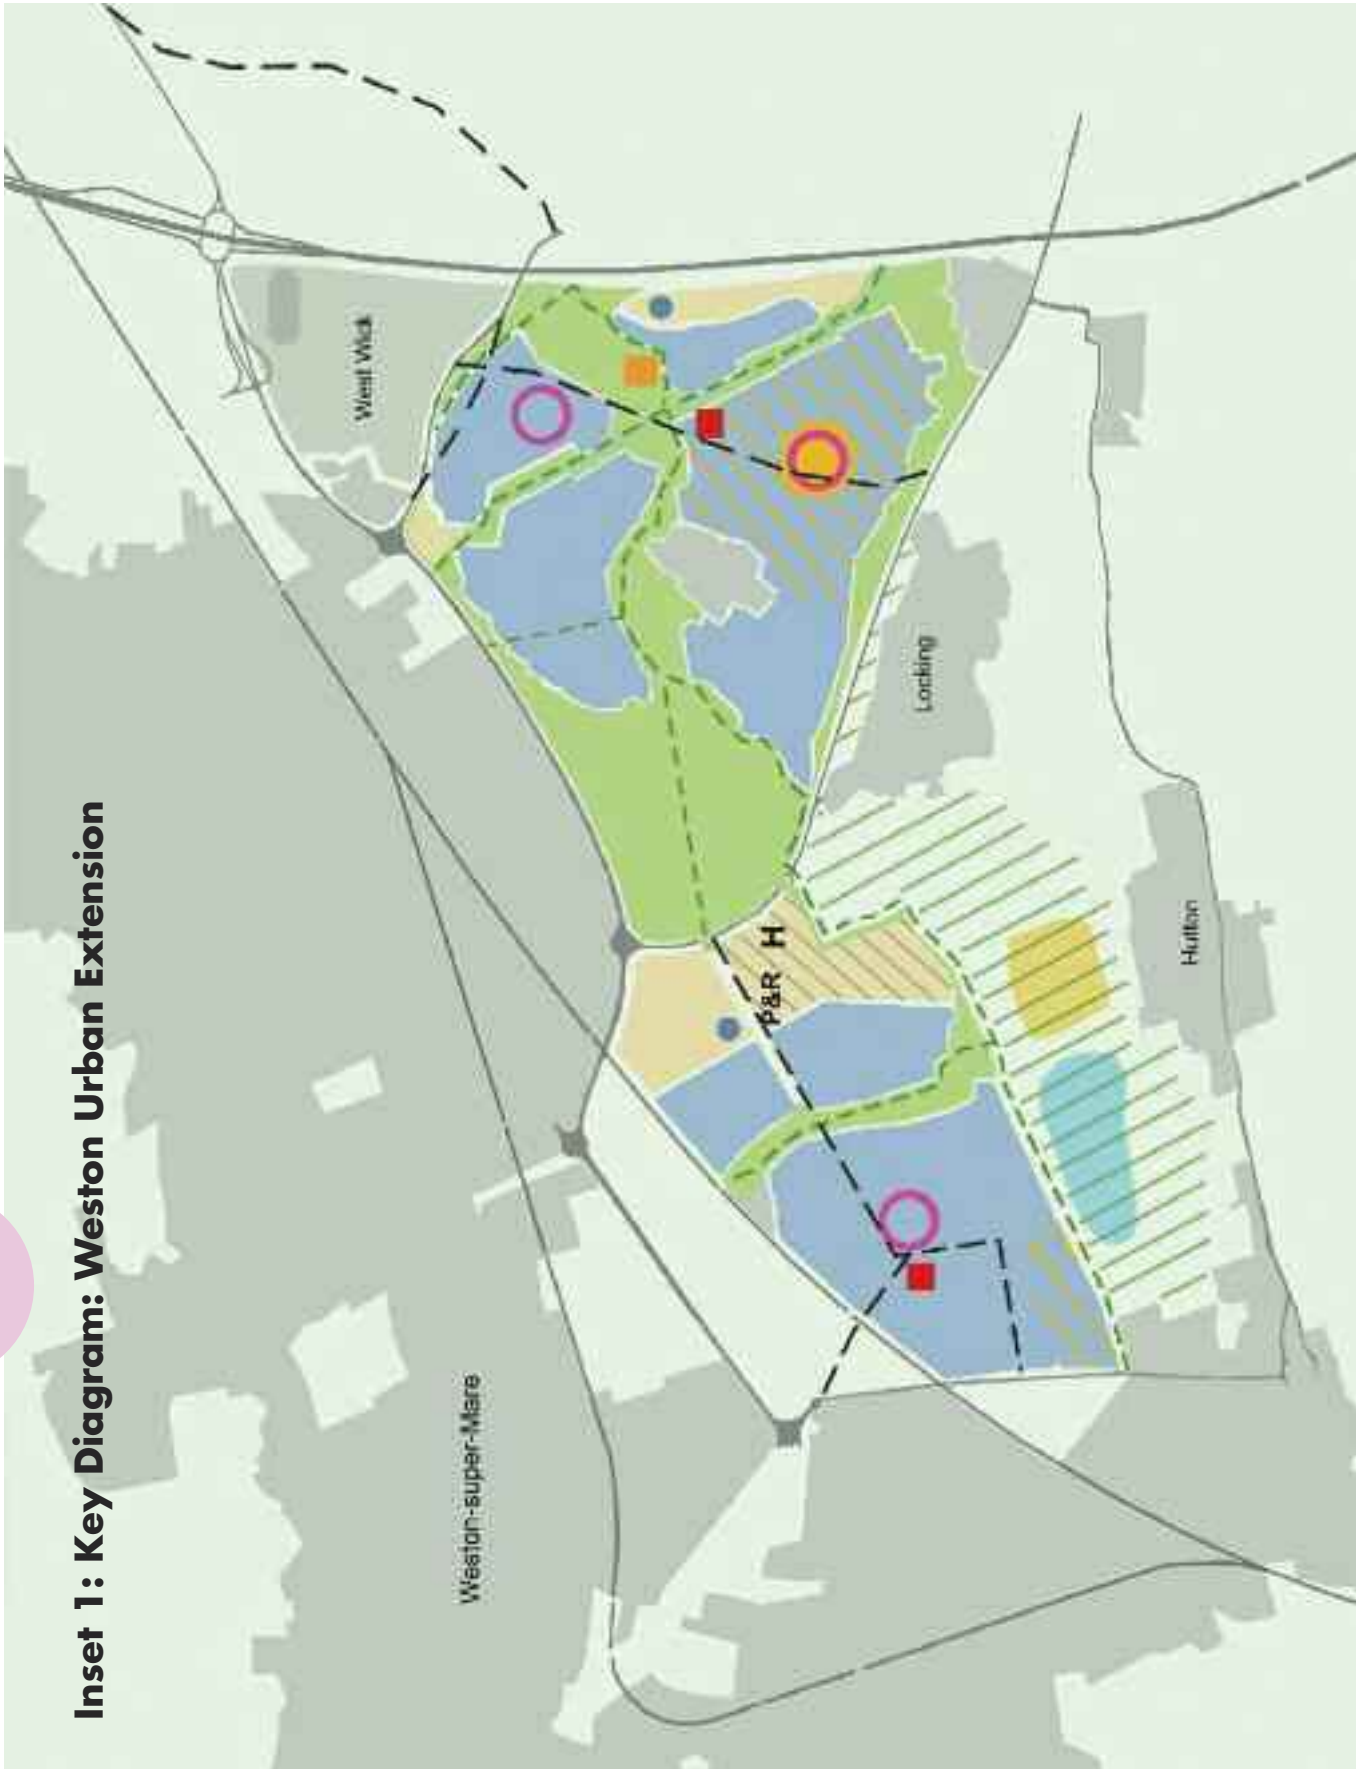 Inset 1: Key Diagram: Weston Urban Extension
Weston-super-Mare
West Wick
P&R
H
Locking
Hutton